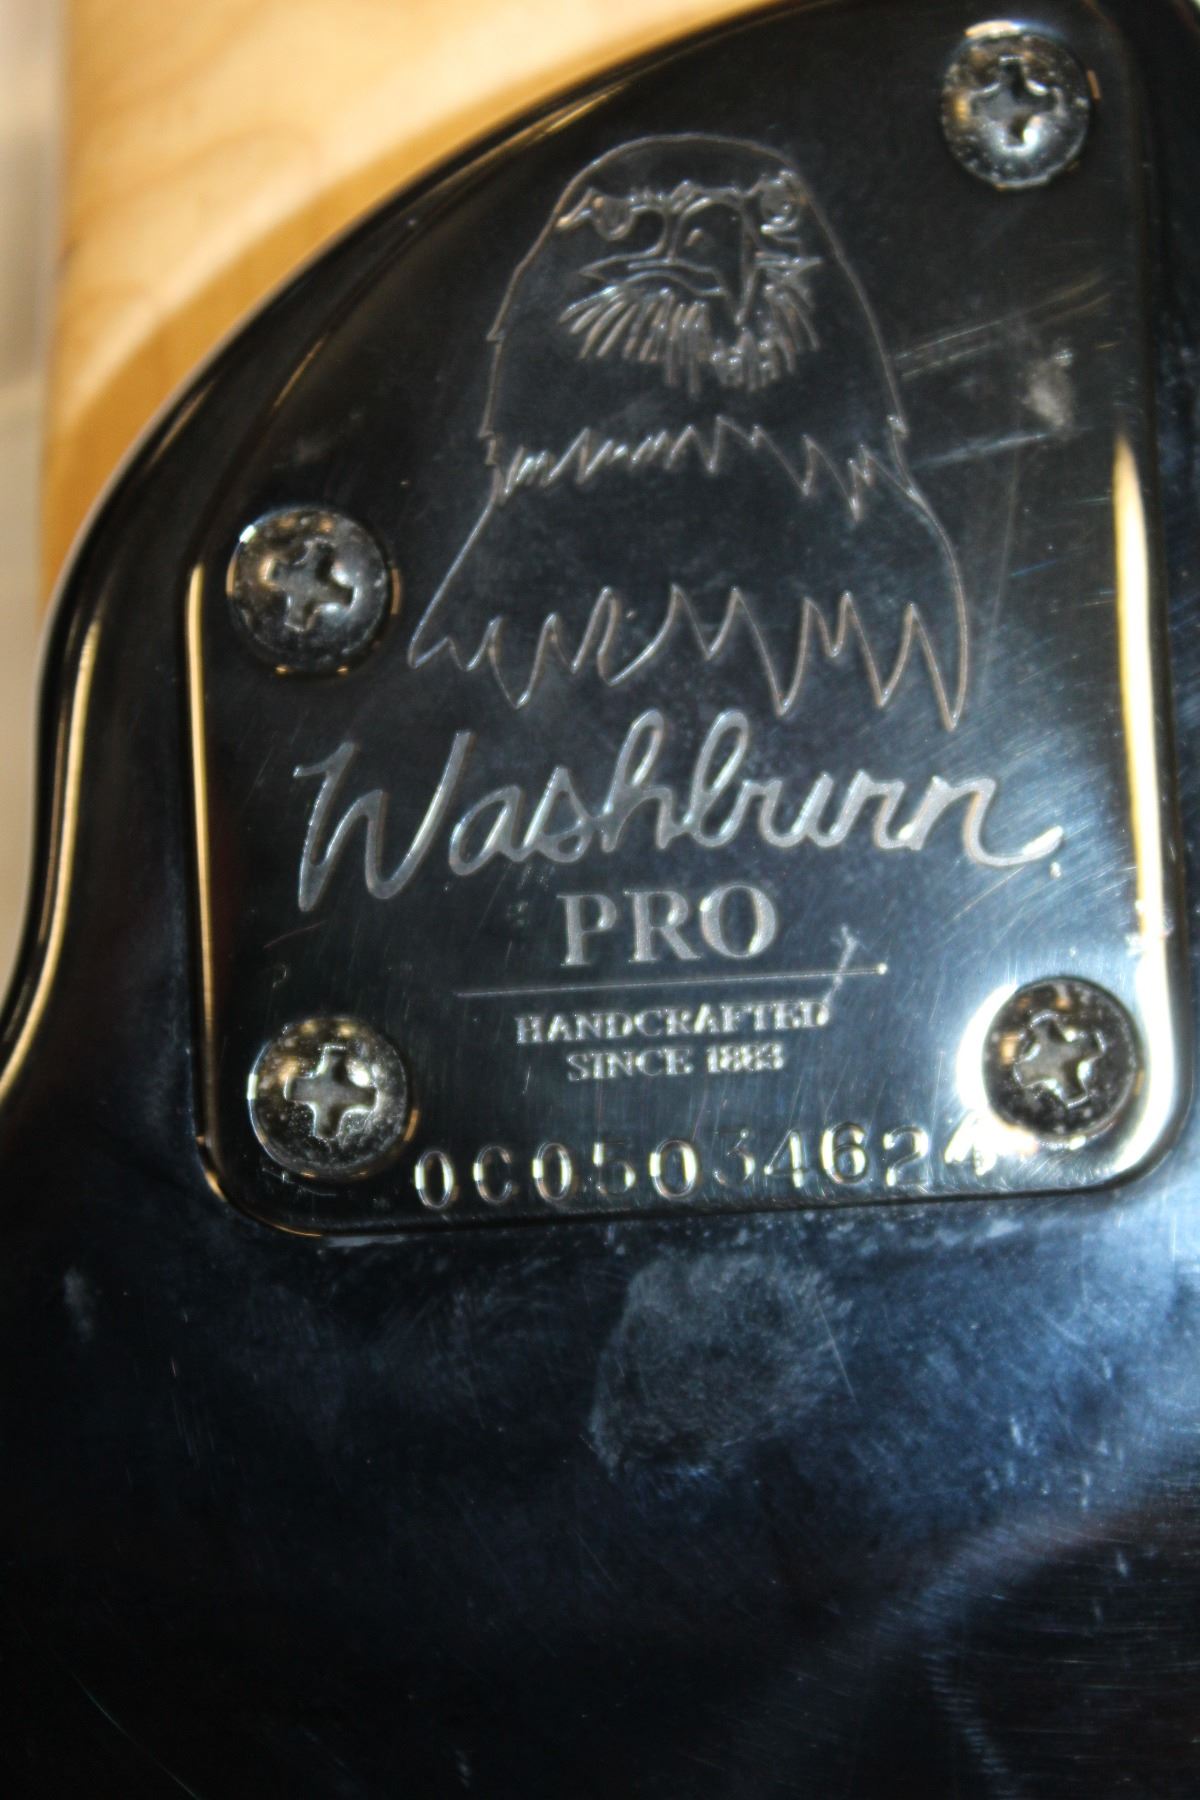 Washburn
PRO
HANDCRAFTED
SINCE 1883
0C05034624